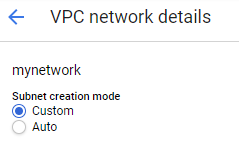 VPC network details
mynetwork
Subnet creation mode
Custom
Auto